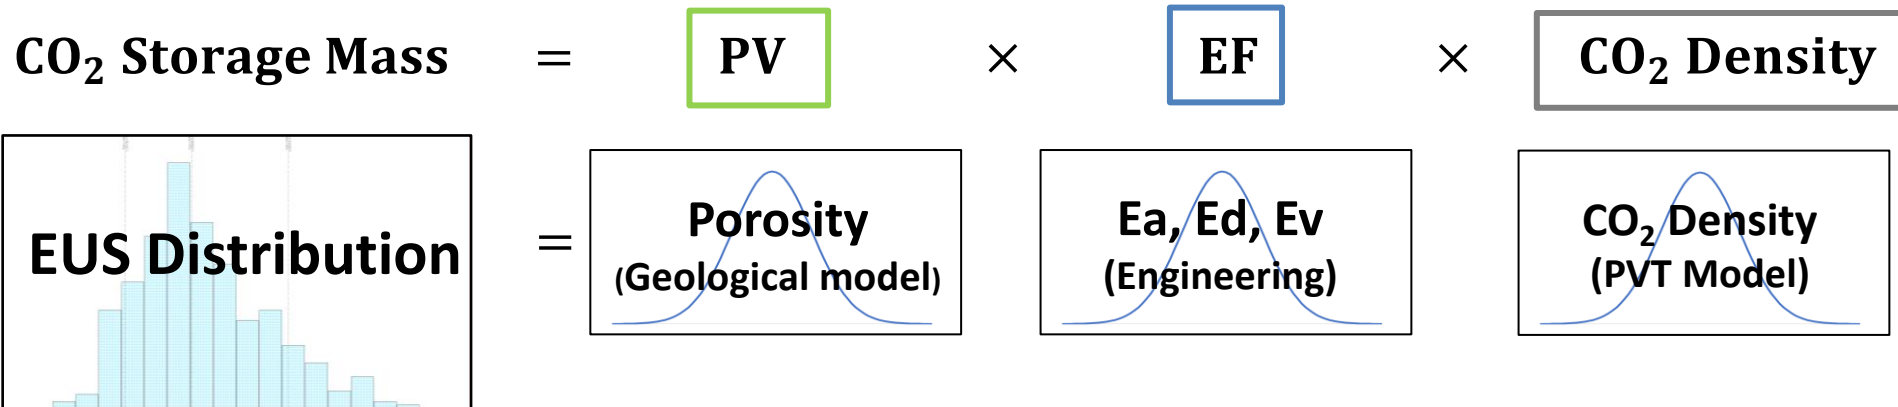 CO₂ Storage Mass = PV × EF × CO₂ Density
EUS Distribution
=
Porosity
(Geological model)
Ea, Ed, Ev
(Engineering)
CO₂ Density
(PVT Model)